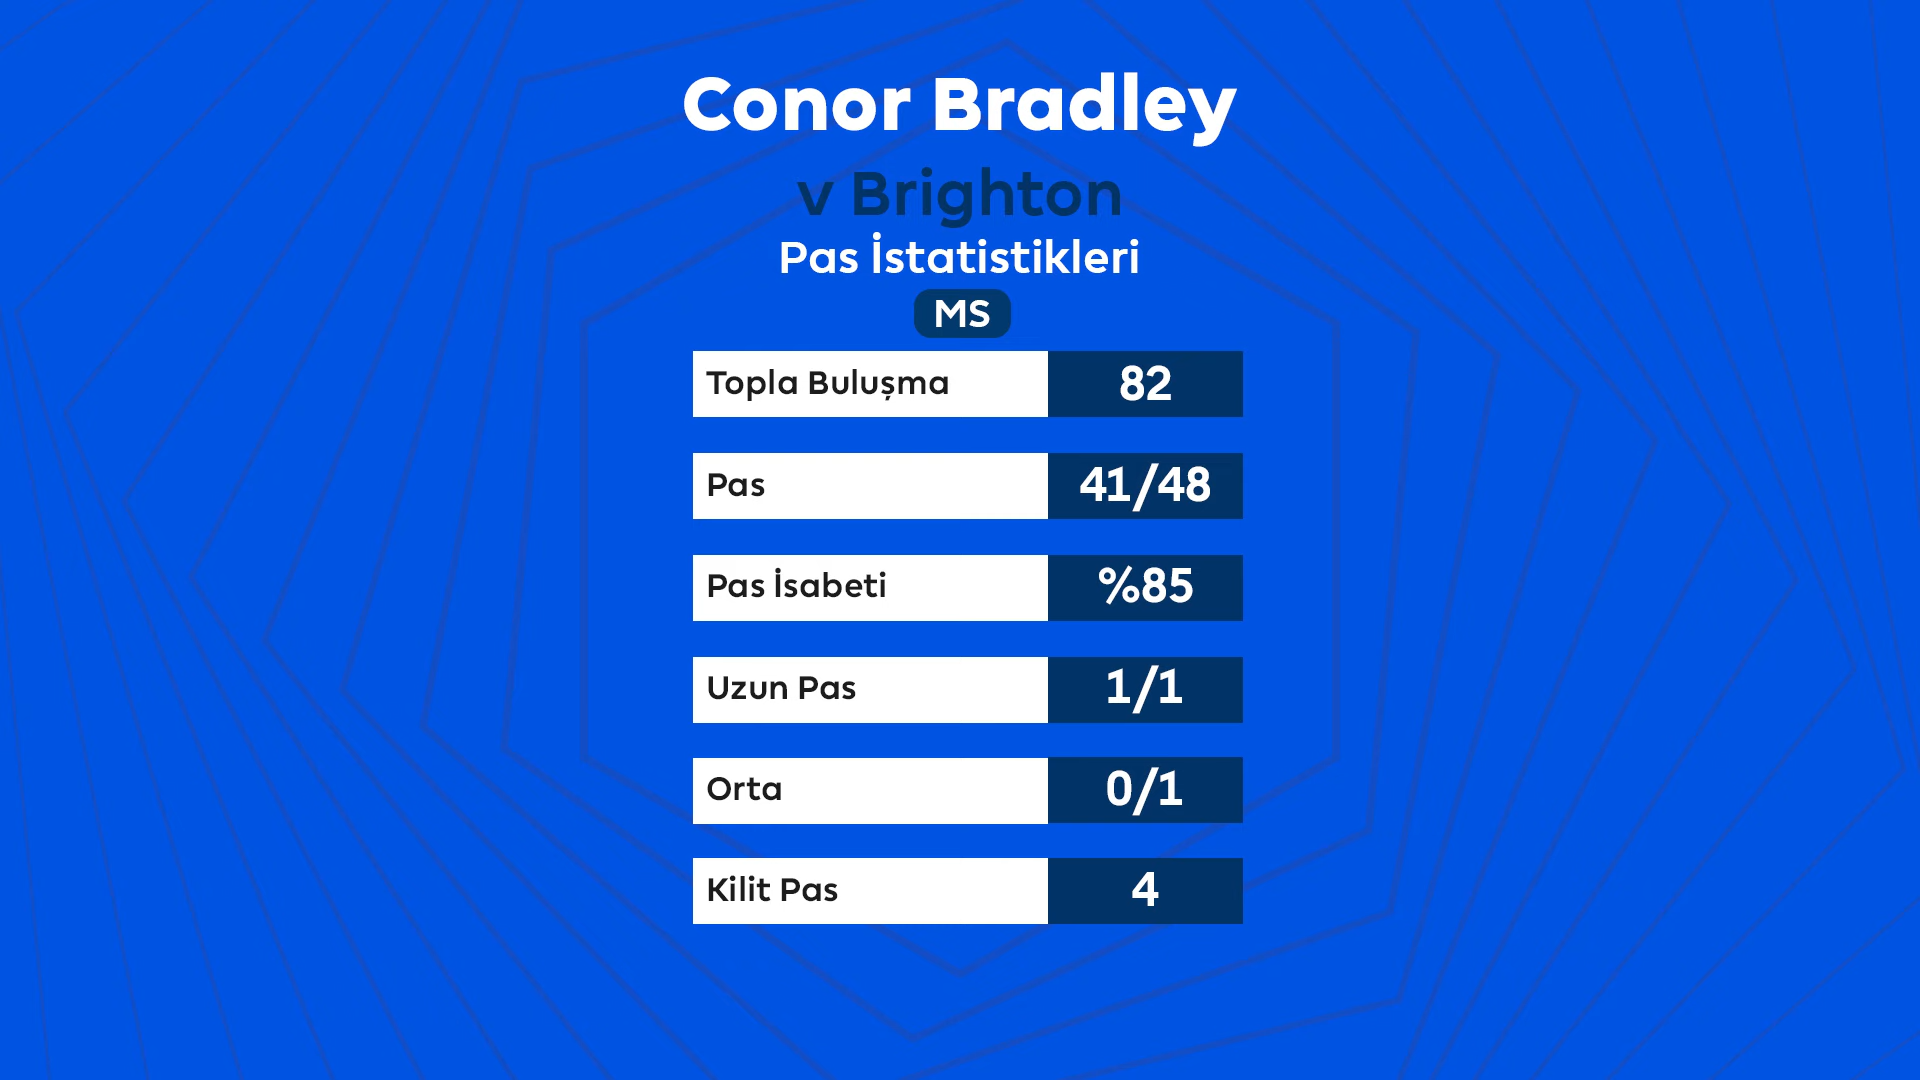 Conor Bradley
v Brighton
Pas İstatistikleri
MS
Topla Buluşma 82
Pas 41/48
Pas İsabeti %85
Uzun Pas 1/1
Orta 0/1
Kilit Pas 4